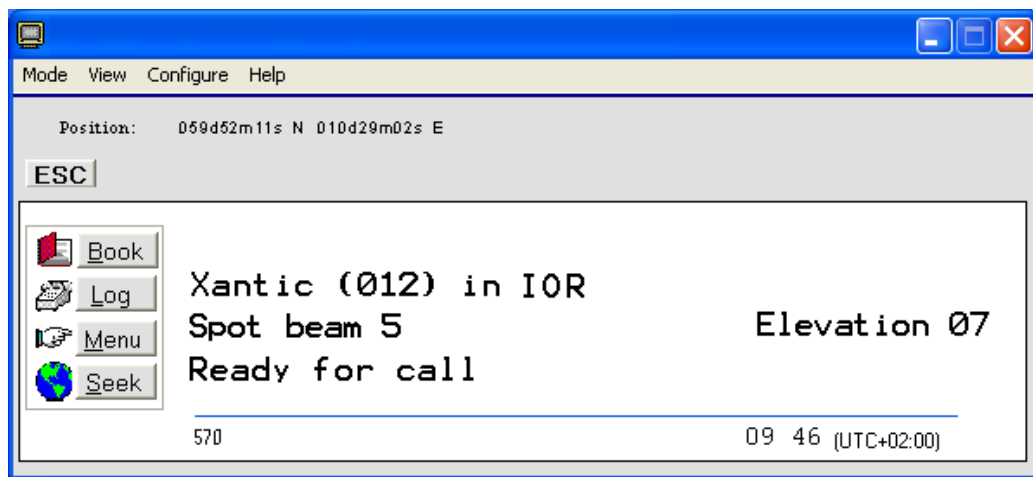 Mode View Configure Help
Position: 059d52m11s N 010d29m02s E
ESC
Book
Log
Menu
Seek
Xantic (012) in IOR
Spot beam 5 Elevation 07
Ready for call
570 09 46 (UTC+02:00)